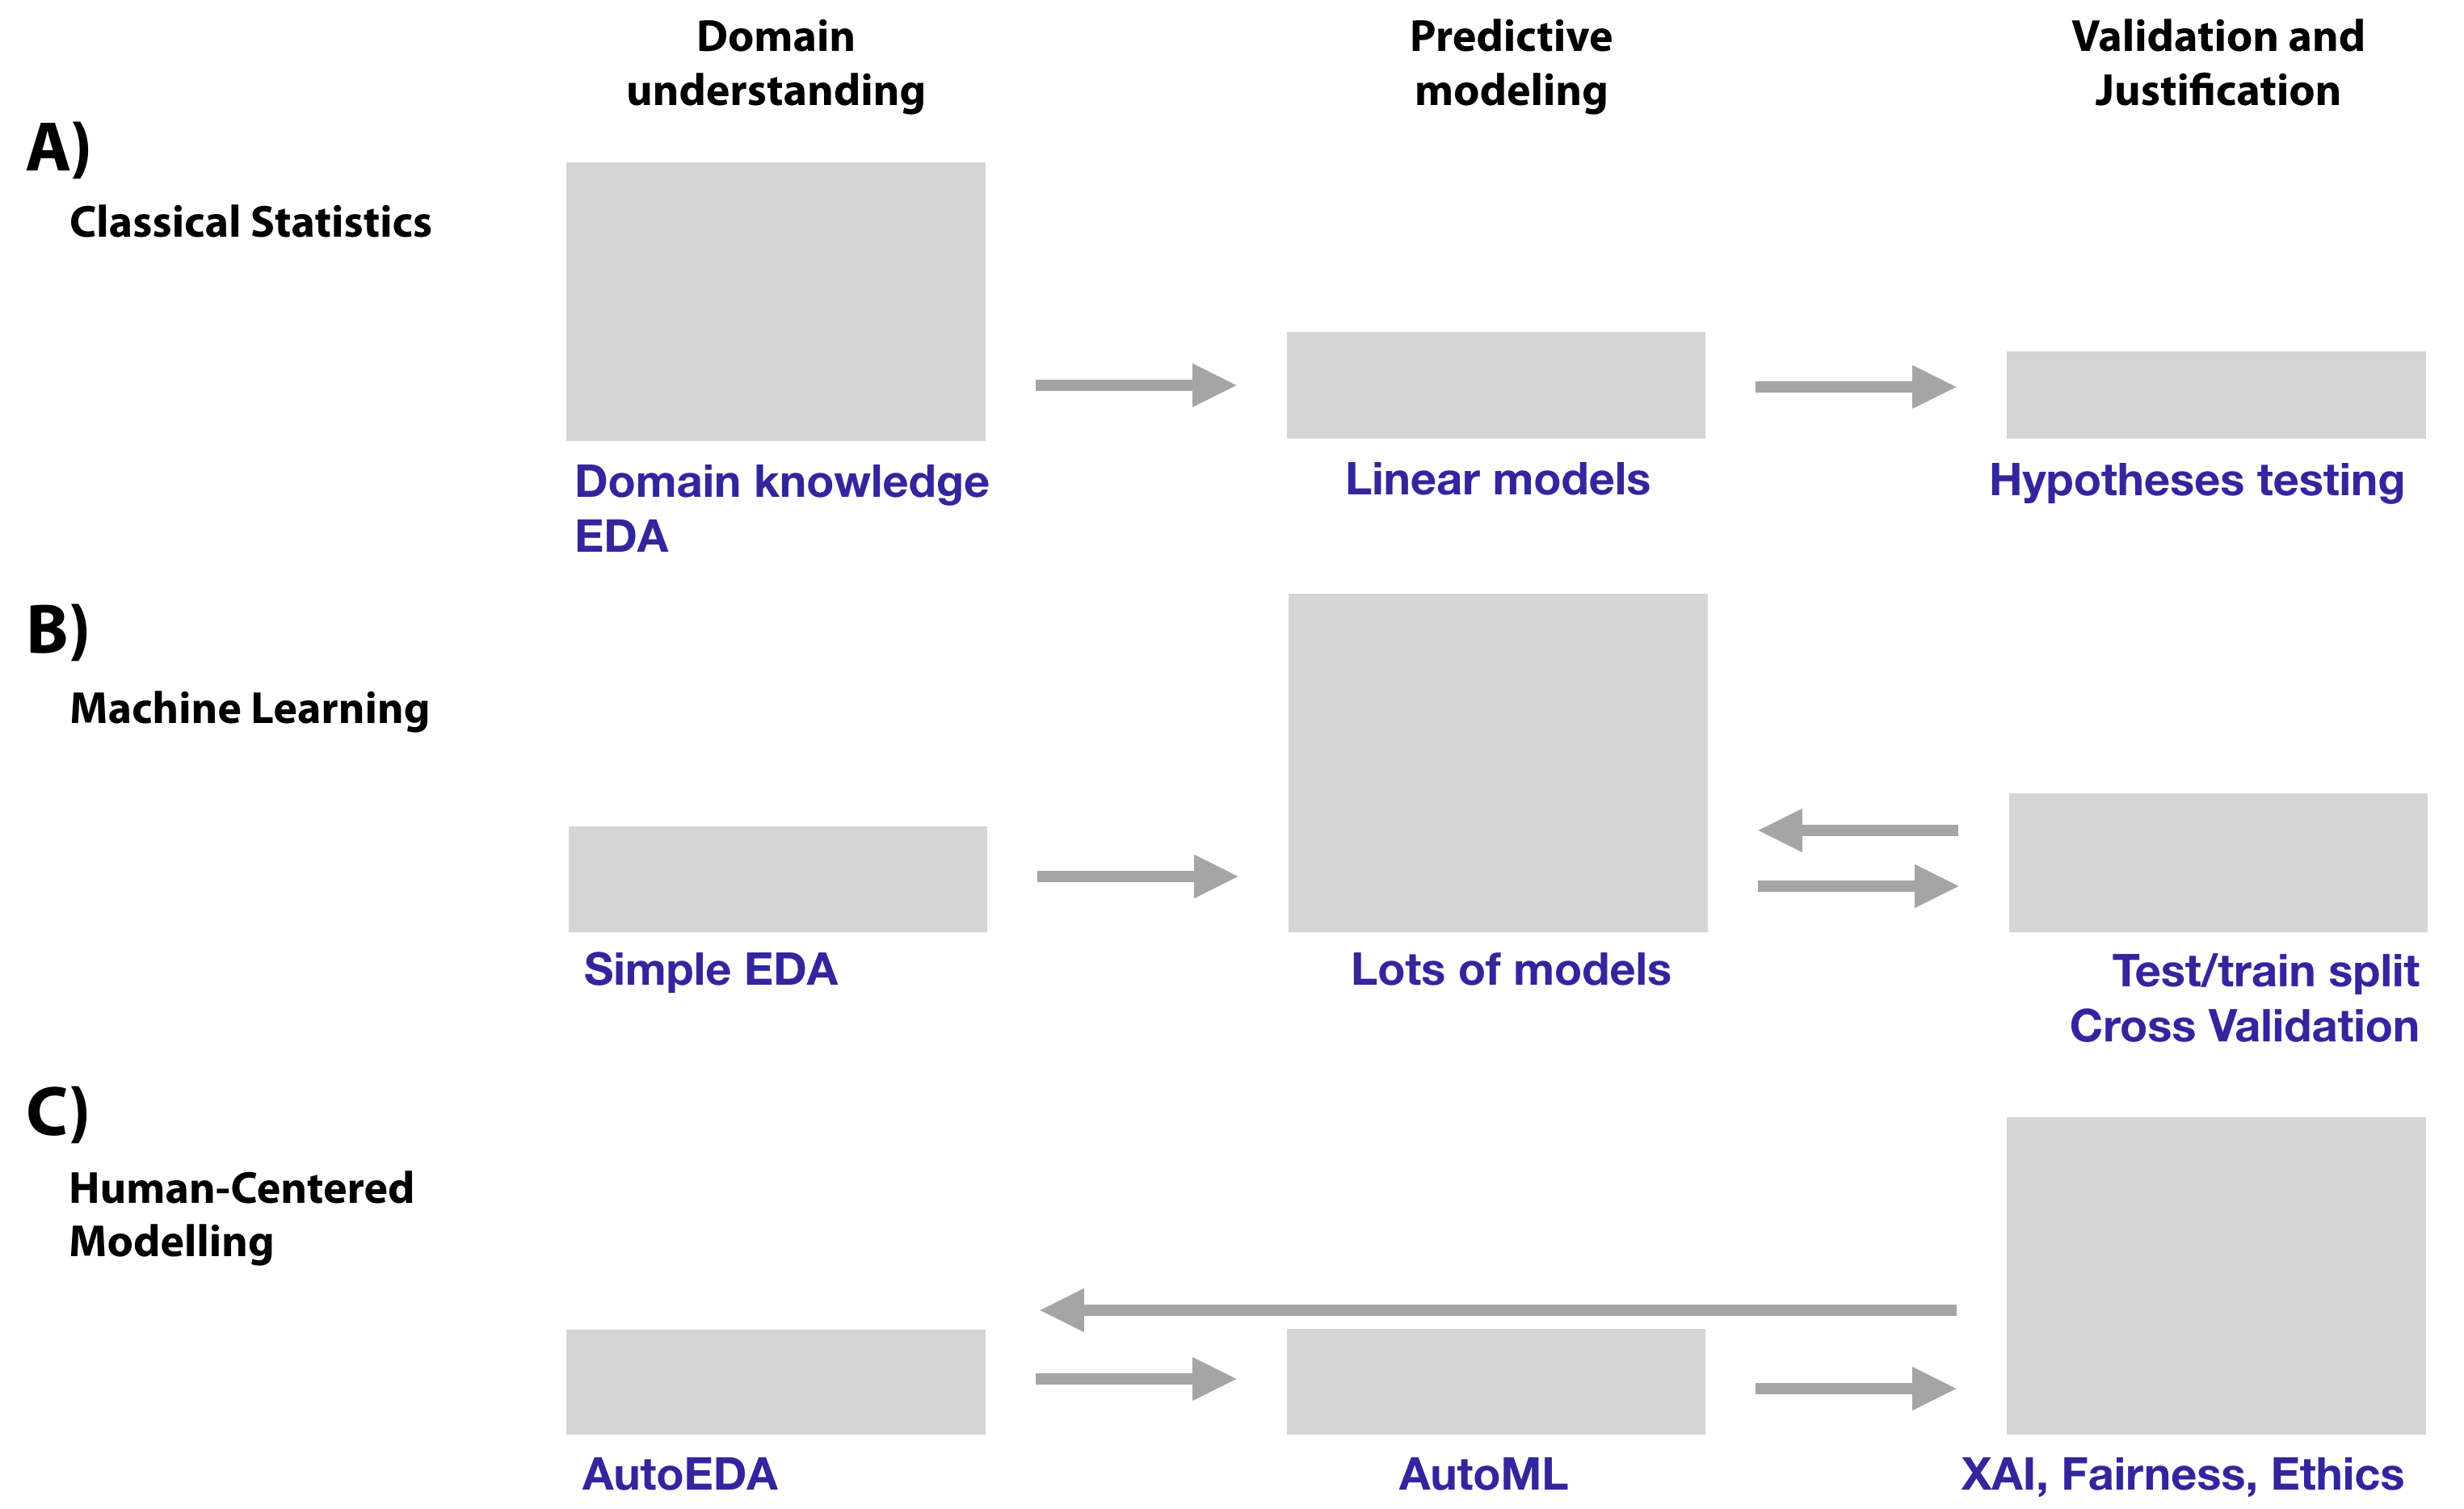 Domain
understanding
Predictive
modeling
Validation and
Justification
A)
Classical Statistics
Domain knowledge
EDA
Linear models
Hypotheses testing
B)
Machine Learning
Simple EDA
Lots of models
Test/train split
Cross Validation
C)
Human-Centered
Modelling
AutoEDA
AutoML
XAI, Fairness, Ethics